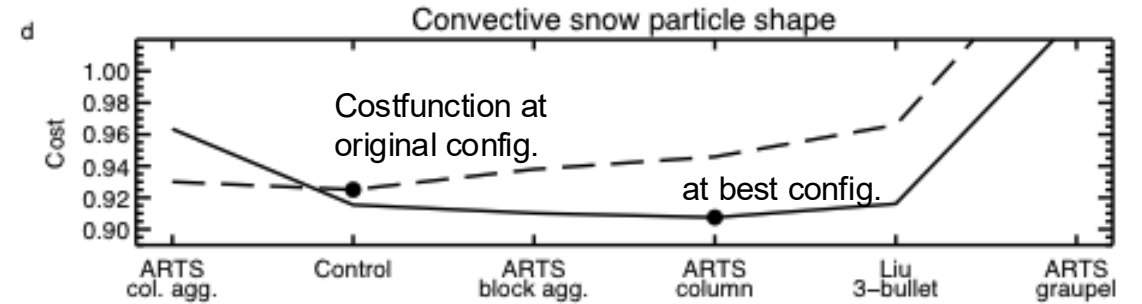 d
Convective snow particle shape
Cost
1.00
0.98
0.96
0.94
0.92
0.90
Costfunction at
original config.
at best config.
ARTS
col. agg.
Control
ARTS
block agg.
ARTS
column
Liu
3−bullet
ARTS
graupel